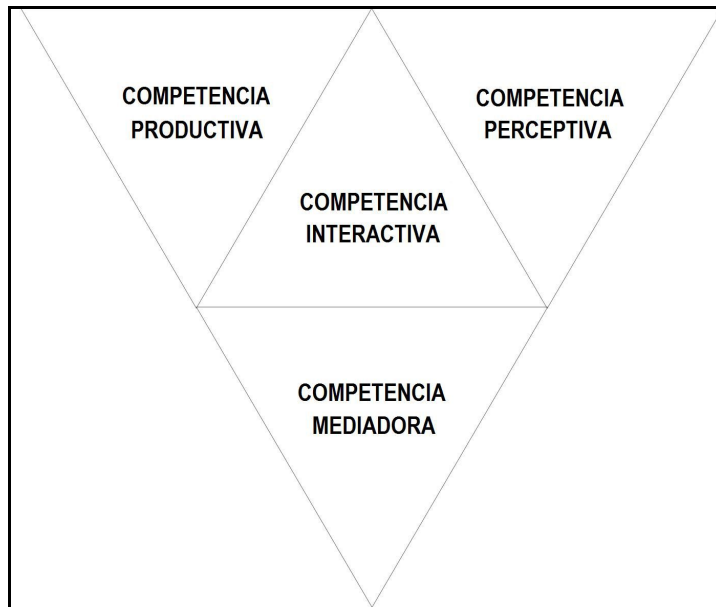 COMPETENCIA
PRODUCTIVA
COMPETENCIA
PERCEPTIVA
COMPETENCIA
INTERACTIVA
COMPETENCIA
MEDIADORA